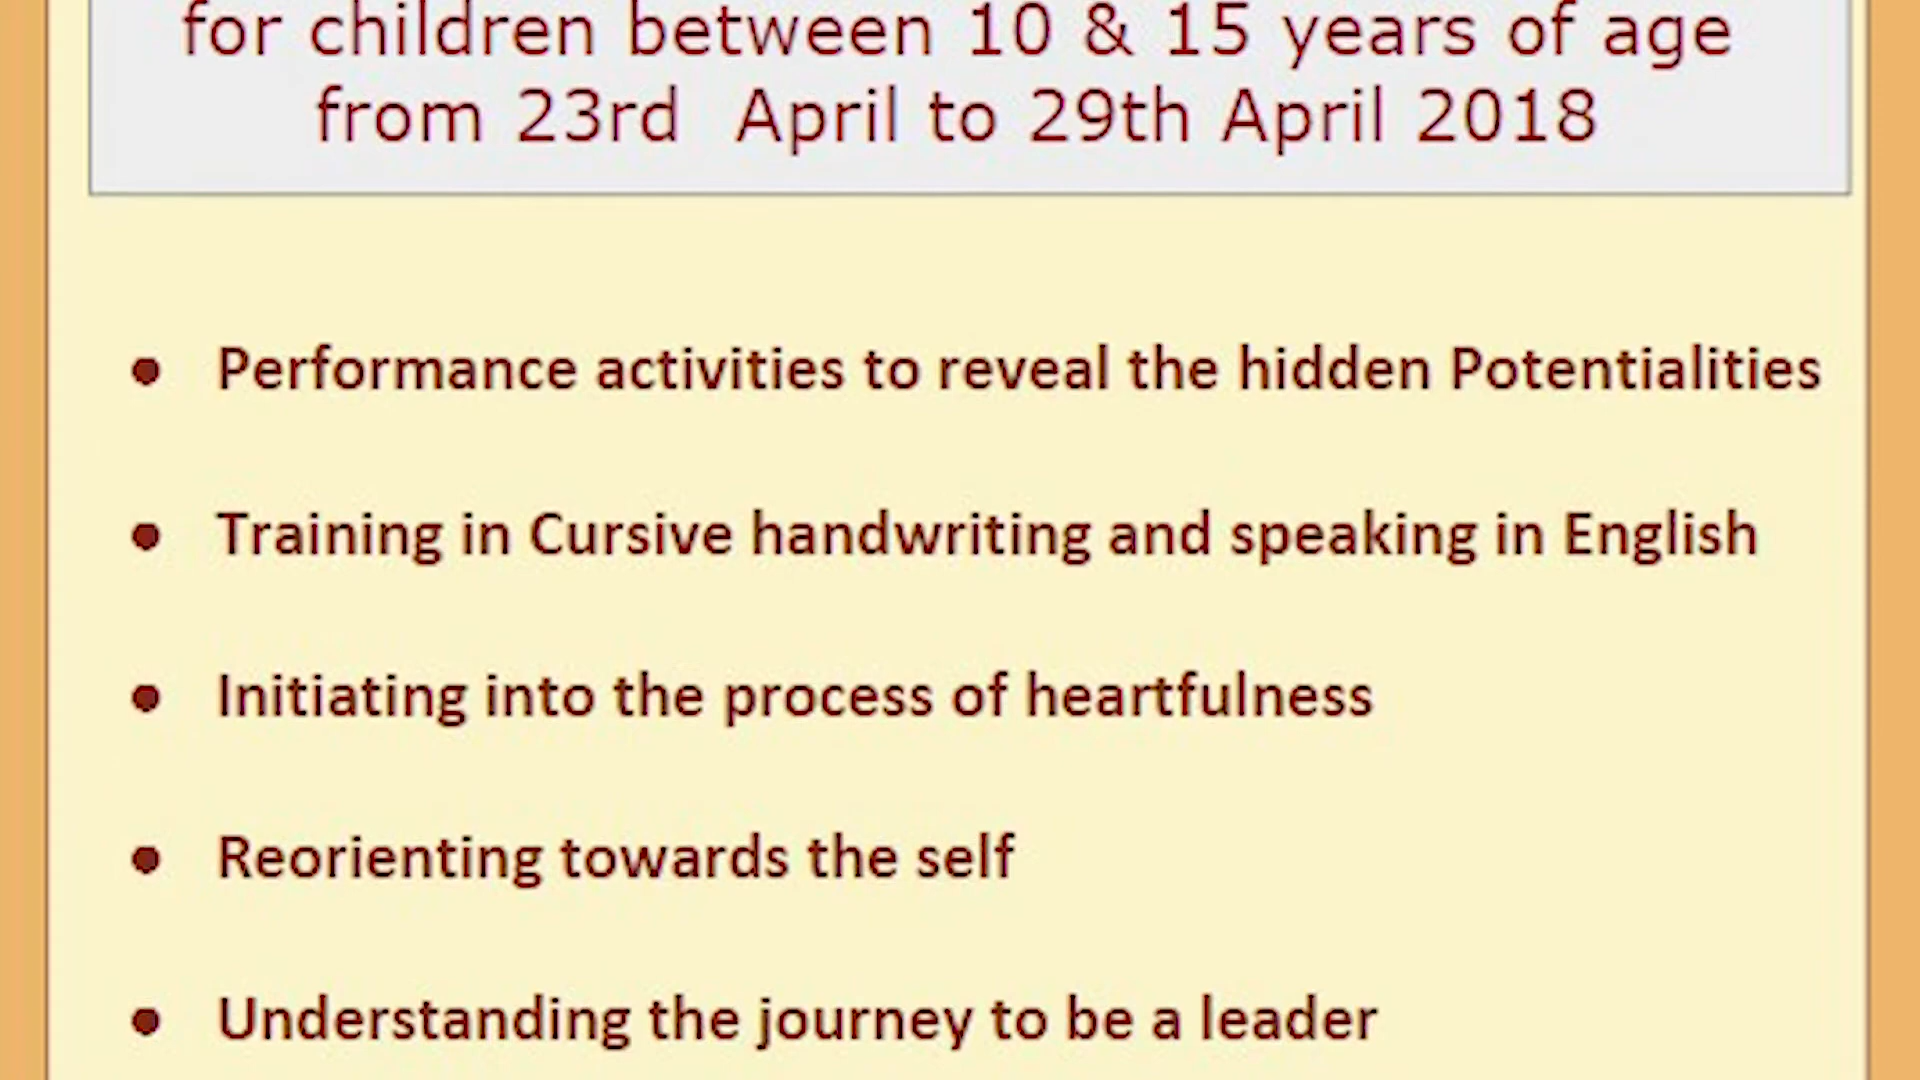 for children between 10 & 15 years of age
from 23rd April to 29th April 2018
• Performance activities to reveal the hidden Potentialities
• Training in Cursive handwriting and speaking in English
• Initiating into the process of heartfulness
• Reorienting towards the self
• Understanding the journey to be a leader